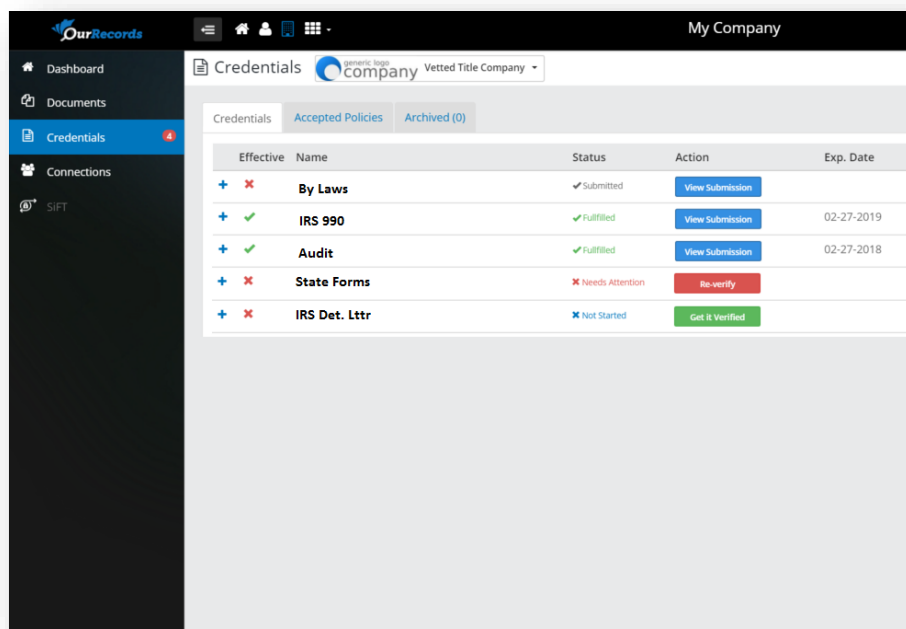 OurRecords
My Company
Dashboard
Documents
Credentials 4
Connections
SiFT
Credentials generic logo company Vetted Title Company
Credentials Accepted Policies Archived (0)
Effective Name Status Action Exp. Date
By Laws Submitted View Submission
IRS 990 Fullfilled View Submission 02-27-2019
Audit Fullfilled View Submission 02-27-2018
State Forms Needs Attention Re-verify
IRS Det. Lttr Not Started Get it Verified